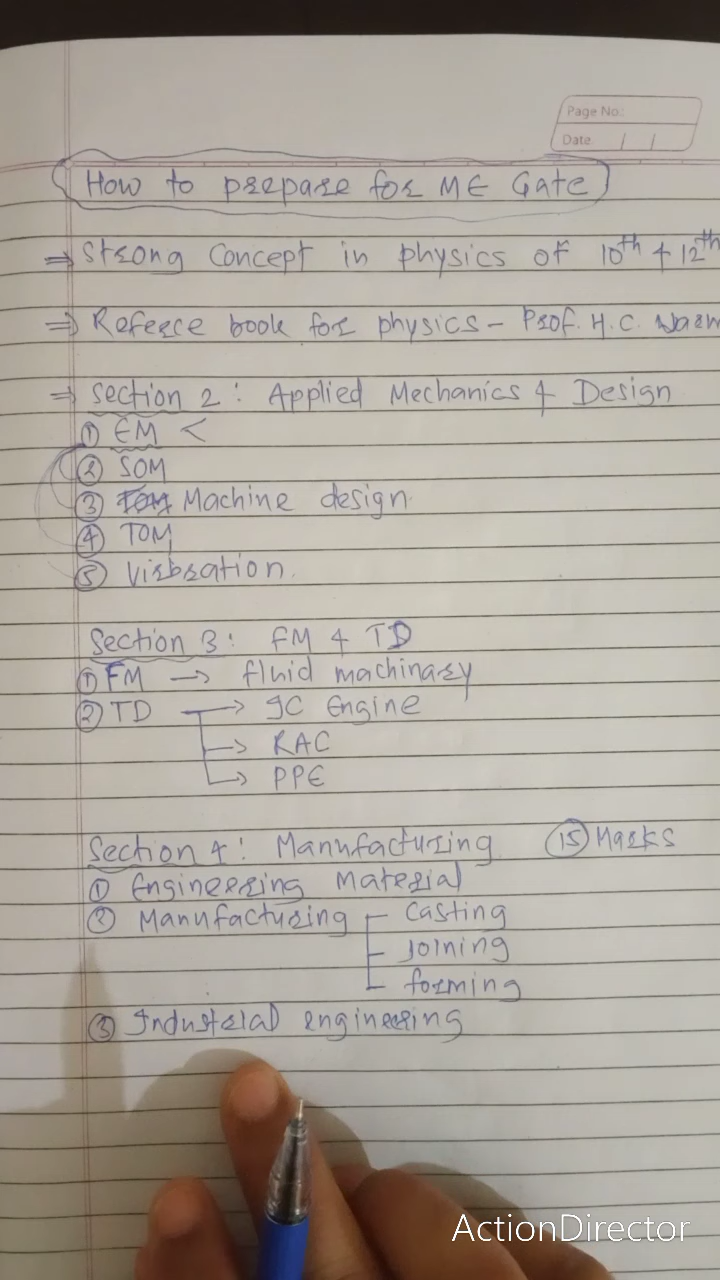 Page No.:
Date / /
How to prepare for ME Gate
⇒ Strong Concept in physics of 10th & 12th
⇒ Referce book for physics - Prof. H.C.
⇒ Section 2 : Applied Mechanics & Design
① EM <
② SOM
③ Machine design.
④ TOM
⑤ Visbration.
Section 3 : FM & TD
① FM → fluid machinary
② TD → IC Engine
→ RAC
→ PPE
Section 4 : Manufacturing ⑮ Marks
① Engineering Material
② Manufacturing - Casting
- Joining
- forming
③ Industrial engineering
ActionDirector